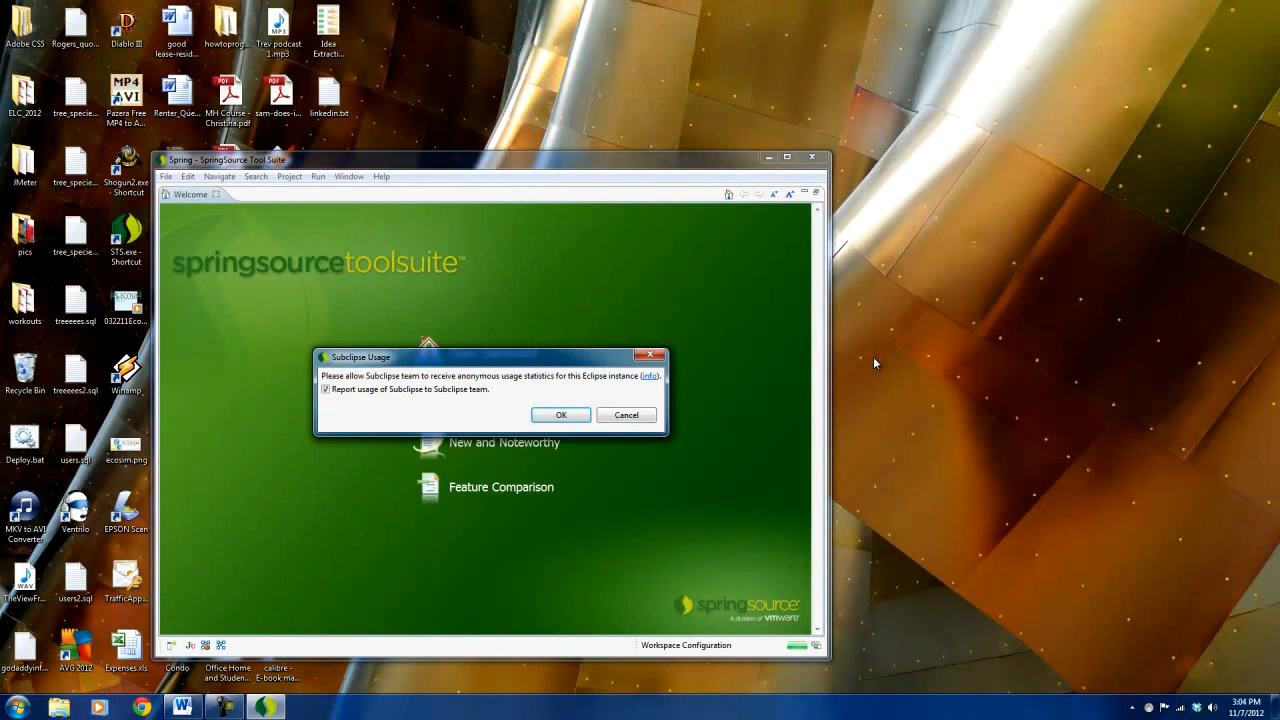 Adobe CS5
Rogers_quo...
Diablo III
good lease-resid...
howtoprog...
Trev podcast 1.mp3
Idea Extracti...
ELC_2012
tree_specie...
Pazera Free MP4 to A...
Renter_Que...
MH Course - Christina.pdf
sam-does-i...
linkedin.txt
JMeter
tree_specie...
Shogun2.exe - Shortcut
pics
tree_specie...
STS.exe - Shortcut
workouts
treeeees.sql
032211Eco...
Recycle Bin
treeees2.sql
Winamp
Deploy.bat
users.sql
ecosim.png
MKV to AVI Converter
Ventrilo
EPSON Scan
TheViewFr...
users2.sql
TrafficApp...
godaddyinf...
AVG 2012
Expenses.xls
Condo
Office Home and Studen...
calibre - E-book ma...
Spring - SpringSource Tool Suite
File Edit Navigate Search Project Run Window Help
Welcome
springsourcetoolsuite™
Subclipse Usage
Please allow Subclipse team to receive anonymous usage statistics for this Eclipse instance (info).
Report usage of Subclipse to Subclipse team.
OK Cancel
New and Noteworthy
Feature Comparison
springsource
A division of vmware
Workspace Configuration
3:04 PM
11/7/2012